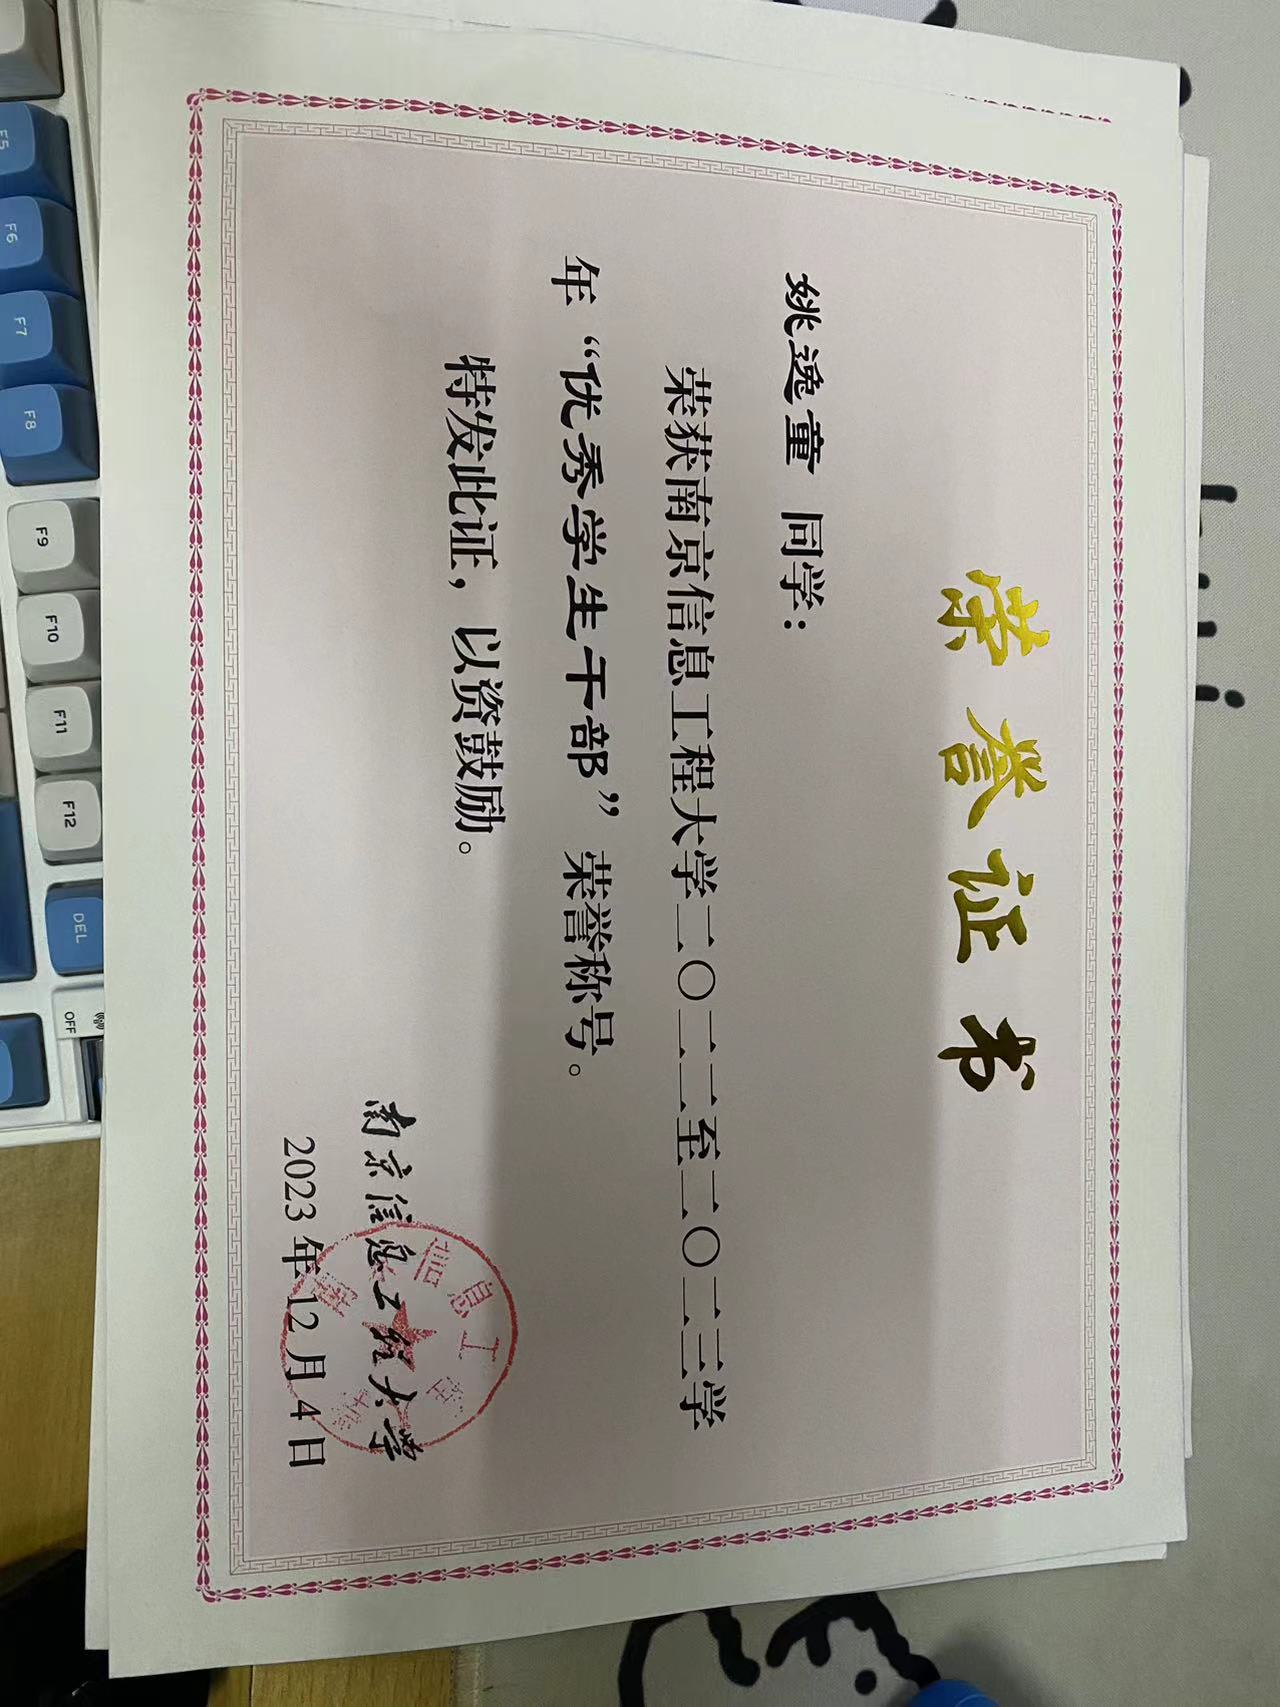 荣誉证书
姚逸童 同学：
荣获南京信息工程大学二〇二二至二〇二三学
年“优秀学生干部”荣誉称号。
特发此证，以资鼓励。
南京信息工程大学
2023年12月4日
F5
F6
F7
F8
F9
F10
F11
F12
DEL
OFF